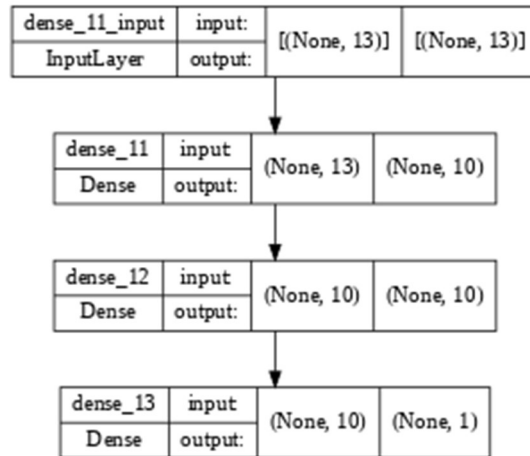 dense_11_input input: [(None, 13)] [(None, 13)]
InputLayer output:
dense_11 input (None, 13) (None, 10)
Dense output:
dense_12 input (None, 10) (None, 10)
Dense output:
dense_13 input (None, 10) (None, 1)
Dense output: